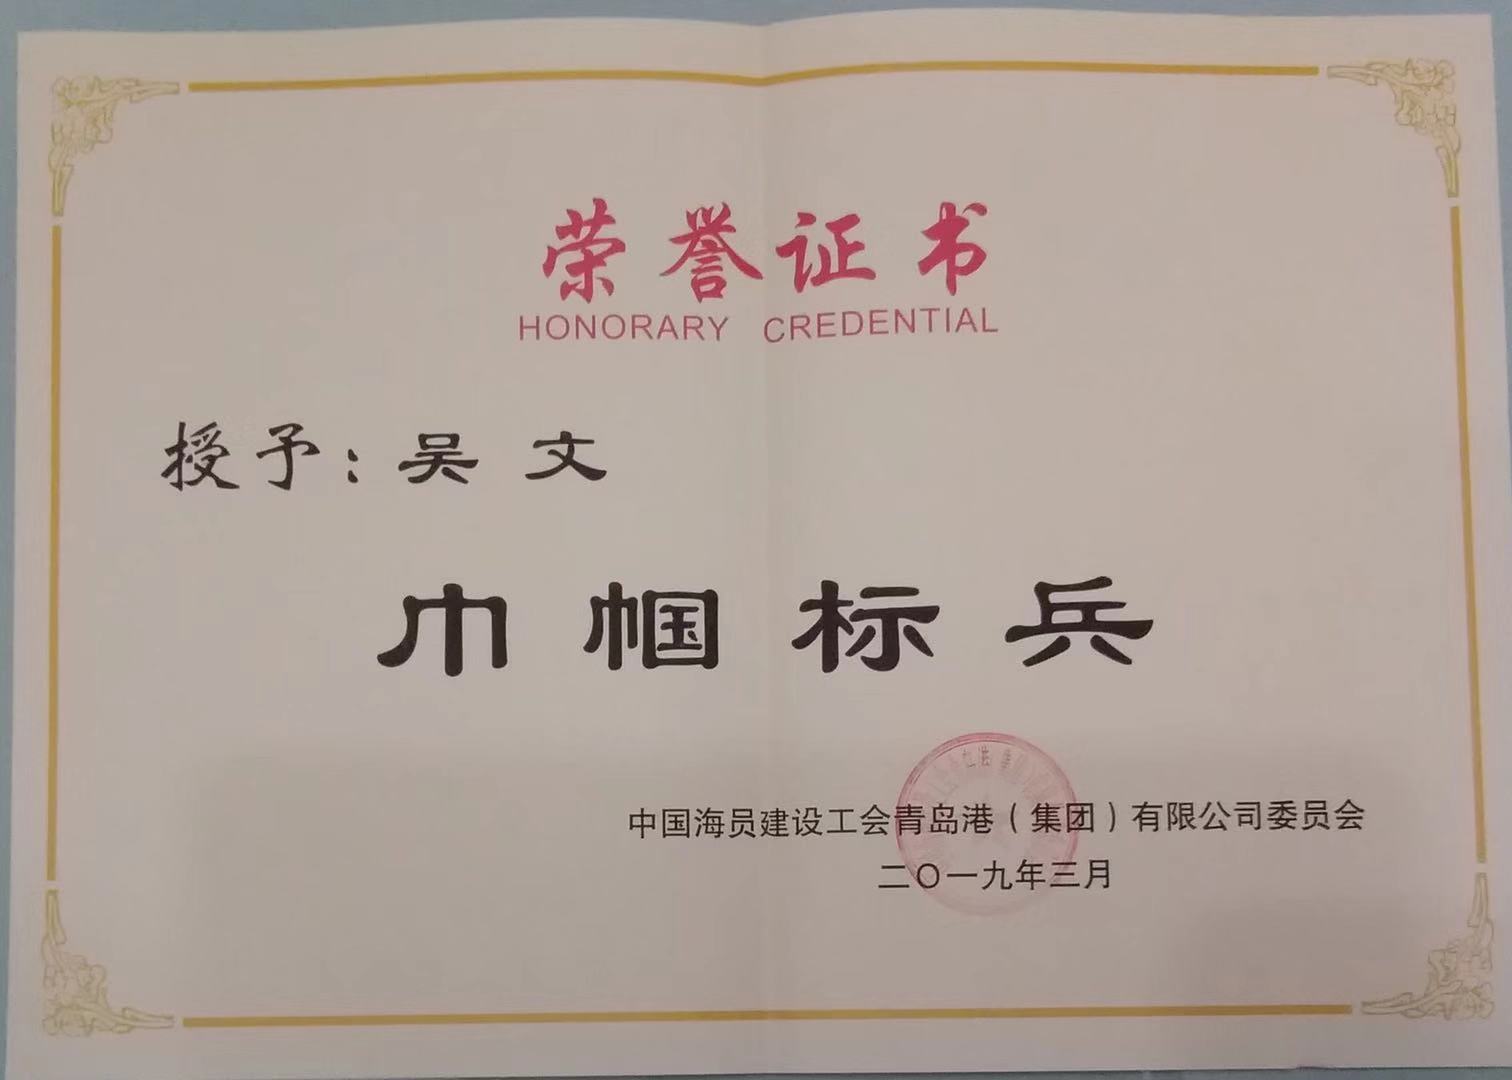 荣誉证书
HONORARY CREDENTIAL
授予：吴文
巾帼标兵
中国海员建设工会青岛港（集团）有限公司委员会
二〇一九年三月